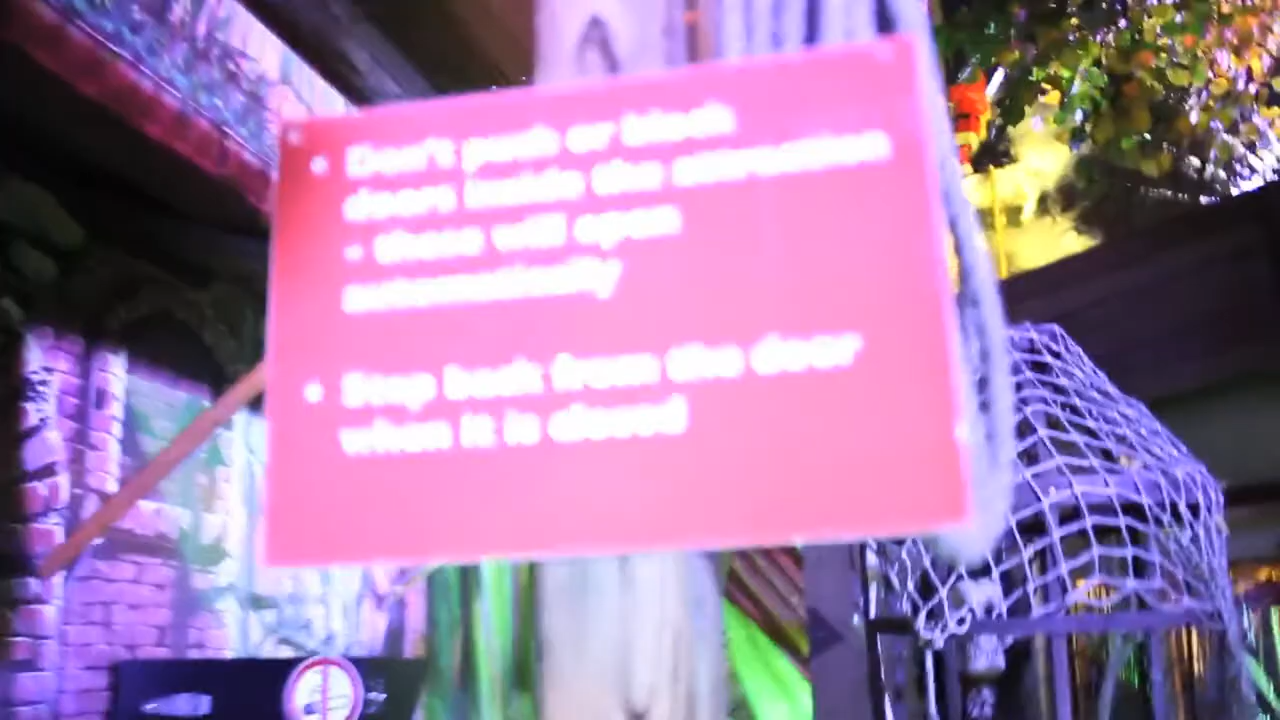 • Don't push or block
doors inside the attraction
- these will open
automatically
• Step back from the door
when it is closed